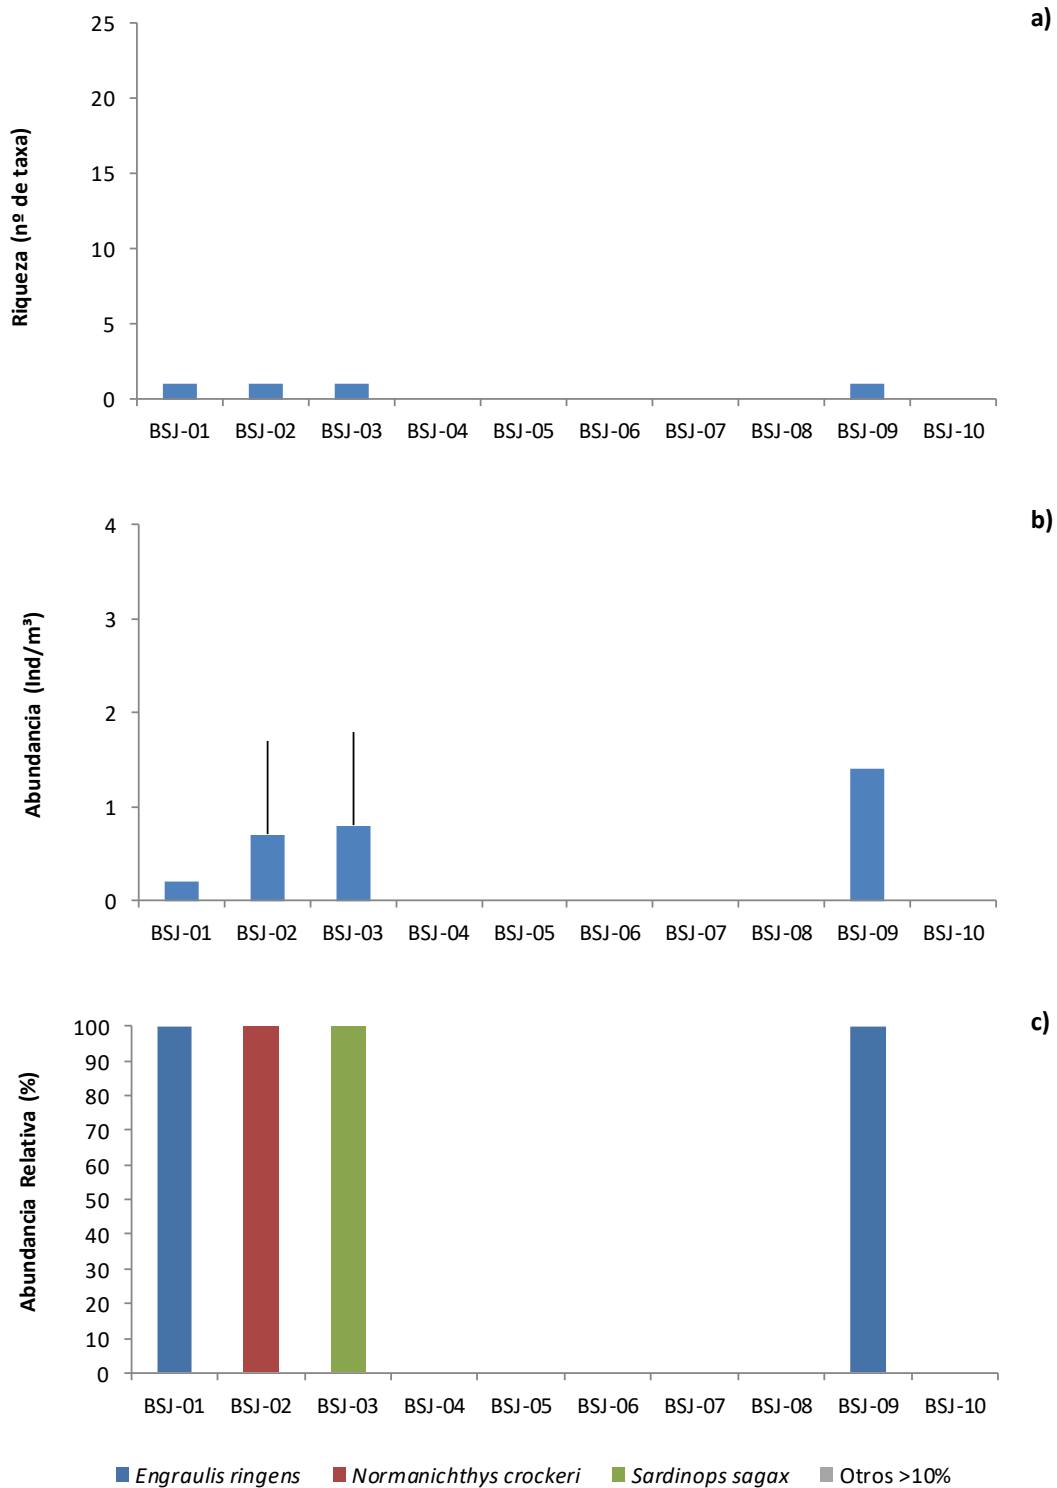 a)
Riqueza (nº de taxa)
25
20
15
10
5
0
BSJ-01 BSJ-02 BSJ-03 BSJ-04 BSJ-05 BSJ-06 BSJ-07 BSJ-08 BSJ-09 BSJ-10
b)
Abundancia (Ind/m³)
4
3
2
1
0
BSJ-01 BSJ-02 BSJ-03 BSJ-04 BSJ-05 BSJ-06 BSJ-07 BSJ-08 BSJ-09 BSJ-10
c)
Abundancia Relativa (%)
100
90
80
70
60
50
40
30
20
10
0
BSJ-01 BSJ-02 BSJ-03 BSJ-04 BSJ-05 BSJ-06 BSJ-07 BSJ-08 BSJ-09 BSJ-10
Engraulis ringens Normanichthys crockeri Sardinops sagax Otros >10%